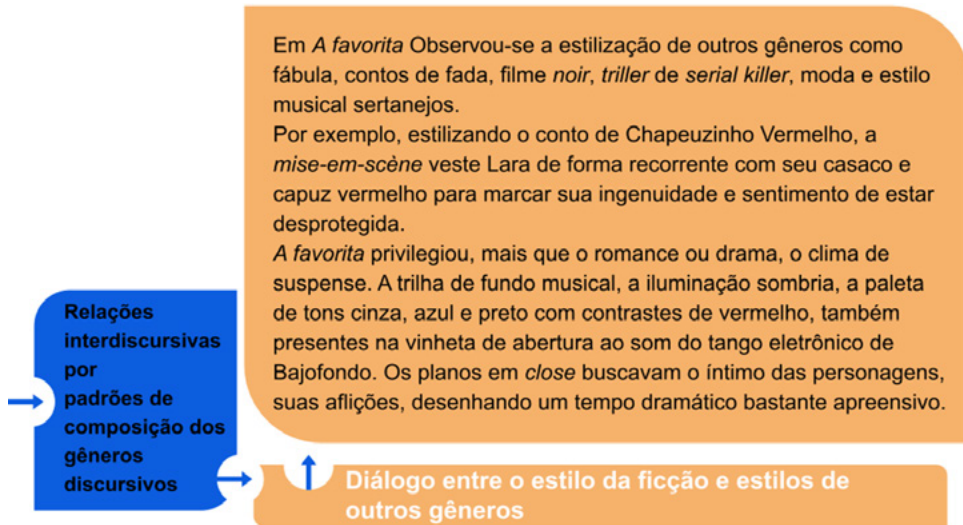 Em A favorita Observou-se a estilização de outros gêneros como
fábula, contos de fada, filme noir, triller de serial killer, moda e estilo
musical sertanejos.
Por exemplo, estilizando o conto de Chapeuzinho Vermelho, a
mise-em-scène veste Lara de forma recorrente com seu casaco e
capuz vermelho para marcar sua ingenuidade e sentimento de estar
desprotegida.
A favorita privilegiou, mais que o romance ou drama, o clima de
suspense. A trilha de fundo musical, a iluminação sombria, a paleta
de tons cinza, azul e preto com contrastes de vermelho, também
presentes na vinheta de abertura ao som do tango eletrônico de
Bajofondo. Os planos em close buscavam o íntimo das personagens,
suas aflições, desenhando um tempo dramático bastante apreensivo.
Relações
interdiscursivas
por
padrões de
composição dos
gêneros
discursivos
Diálogo entre o estilo da ficção e estilos de
outros gêneros